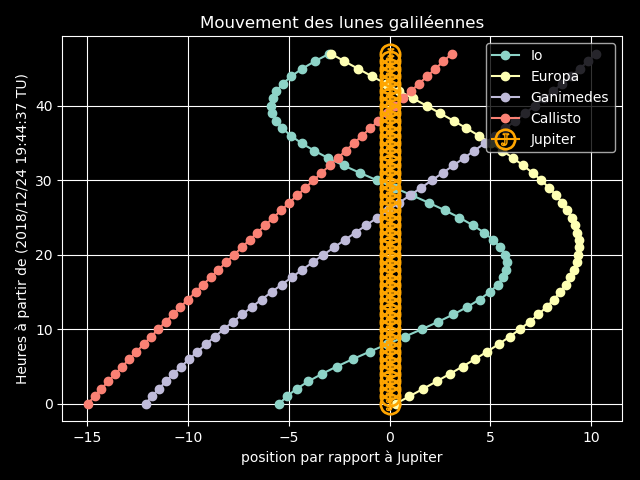 Mouvement des lunes galiléennes
Io
Europa
Ganimedes
Callisto
Jupiter
Heures à partir de (2018/12/24 19:44:37 TU)
40
30
20
10
0
−15
−10
−5
0
5
10
position par rapport à Jupiter